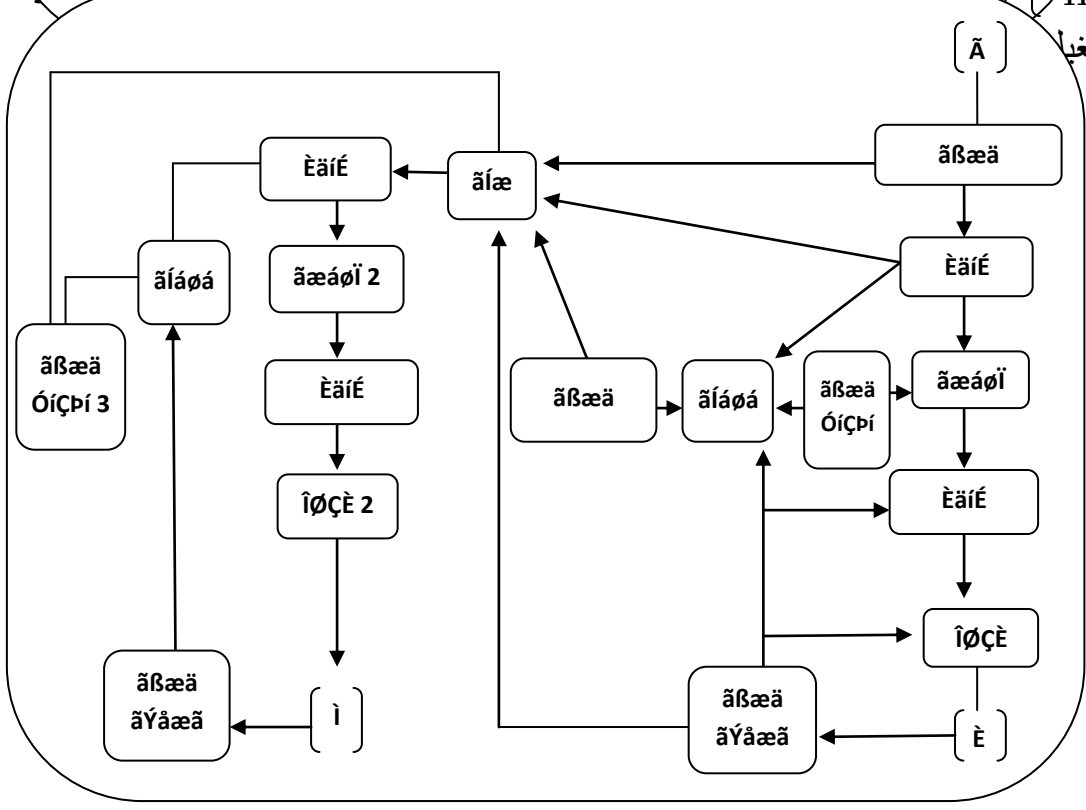 Ã
ãßæä
ÈäíÉ
ãÍæ
ÈäíÉ
ãÍáøá
ãæáøÏ 2
ãßæä
ÓíÇÞí 3
ÈäíÉ
ãßæä
ãÍáøá
ãßæä
ÓíÇÞí
ãæáøÏ
ÎØÇÈ 2
ÈäíÉ
ÎØÇÈ
ãßæä
ãÝåæã
Ì
ãßæä
ãÝåæã
È